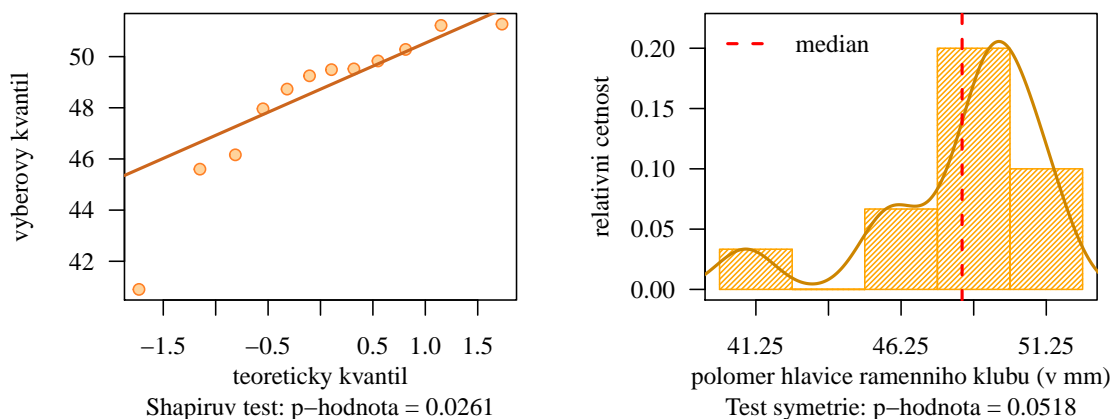 vyberovy kvantil
50
48
46
44
42
−1.5
−0.5
0.5
1.0
1.5
teoreticky kvantil
Shapiruv test: p−hodnota = 0.0261
median
relativni cetnost
0.20
0.15
0.10
0.05
0.00
41.25
46.25
51.25
polomer hlavice ramenniho klubu (v mm)
Test symetrie: p−hodnota = 0.0518